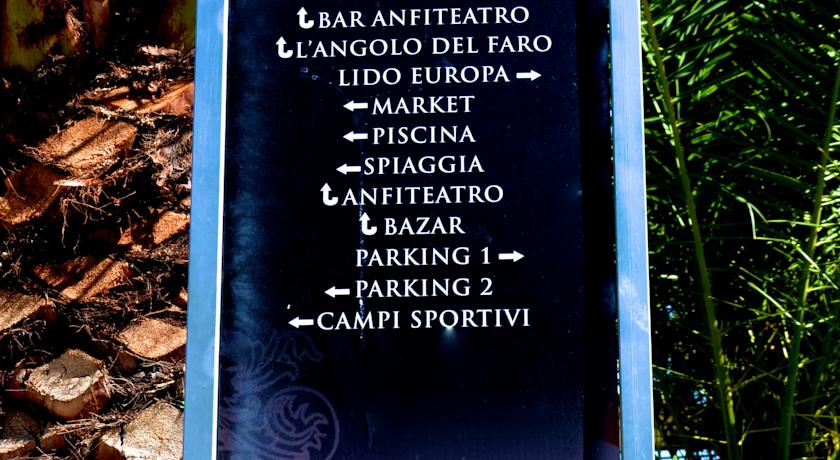 BAR ANFITEATRO
L'ANGOLO DEL FARO
LIDO EUROPA →
← MARKET
← PISCINA
← SPIAGGIA
ANFITEATRO
BAZAR
PARKING 1 →
← PARKING 2
← CAMPI SPORTIVI